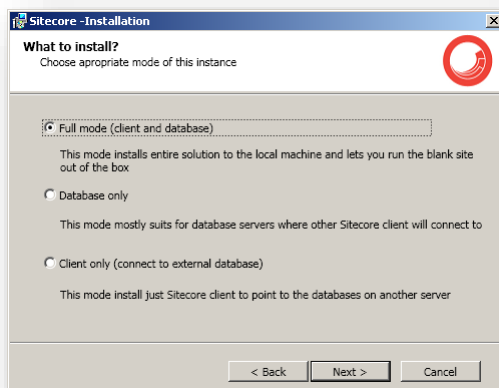 Sitecore -Installation
What to install?
Choose apropriate mode of this instance
Full mode (client and database)
This mode installs entire solution to the local machine and lets you run the blank site
out of the box
Database only
This mode mostly suits for database servers where other Sitecore client will connect to
Client only (connect to external database)
This mode install just Sitecore client to point to the databases on another server
< Back
Next >
Cancel